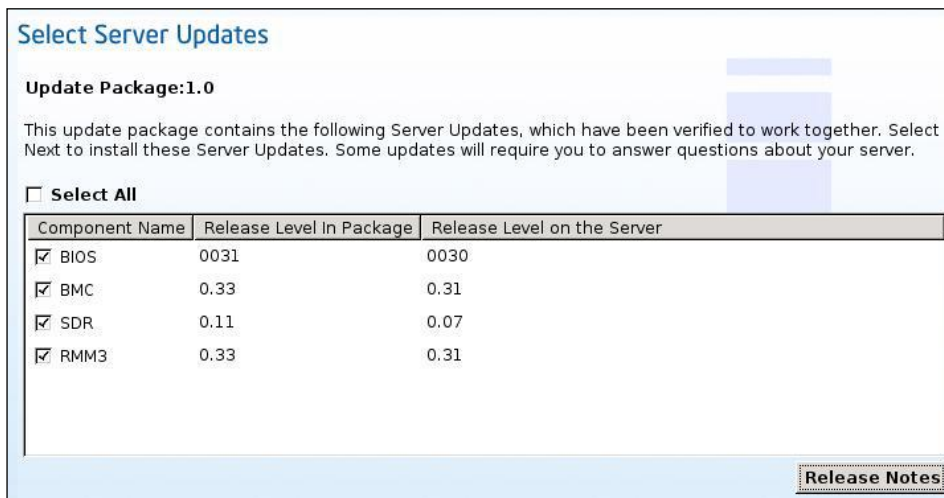 Select Server Updates
Update Package:1.0
This update package contains the following Server Updates, which have been verified to work together. Select
Next to install these Server Updates. Some updates will require you to answer questions about your server.
Select All
Component Name Release Level In Package Release Level on the Server
BIOS 0031 0030
BMC 0.33 0.31
SDR 0.11 0.07
RMM3 0.33 0.31
Release Notes